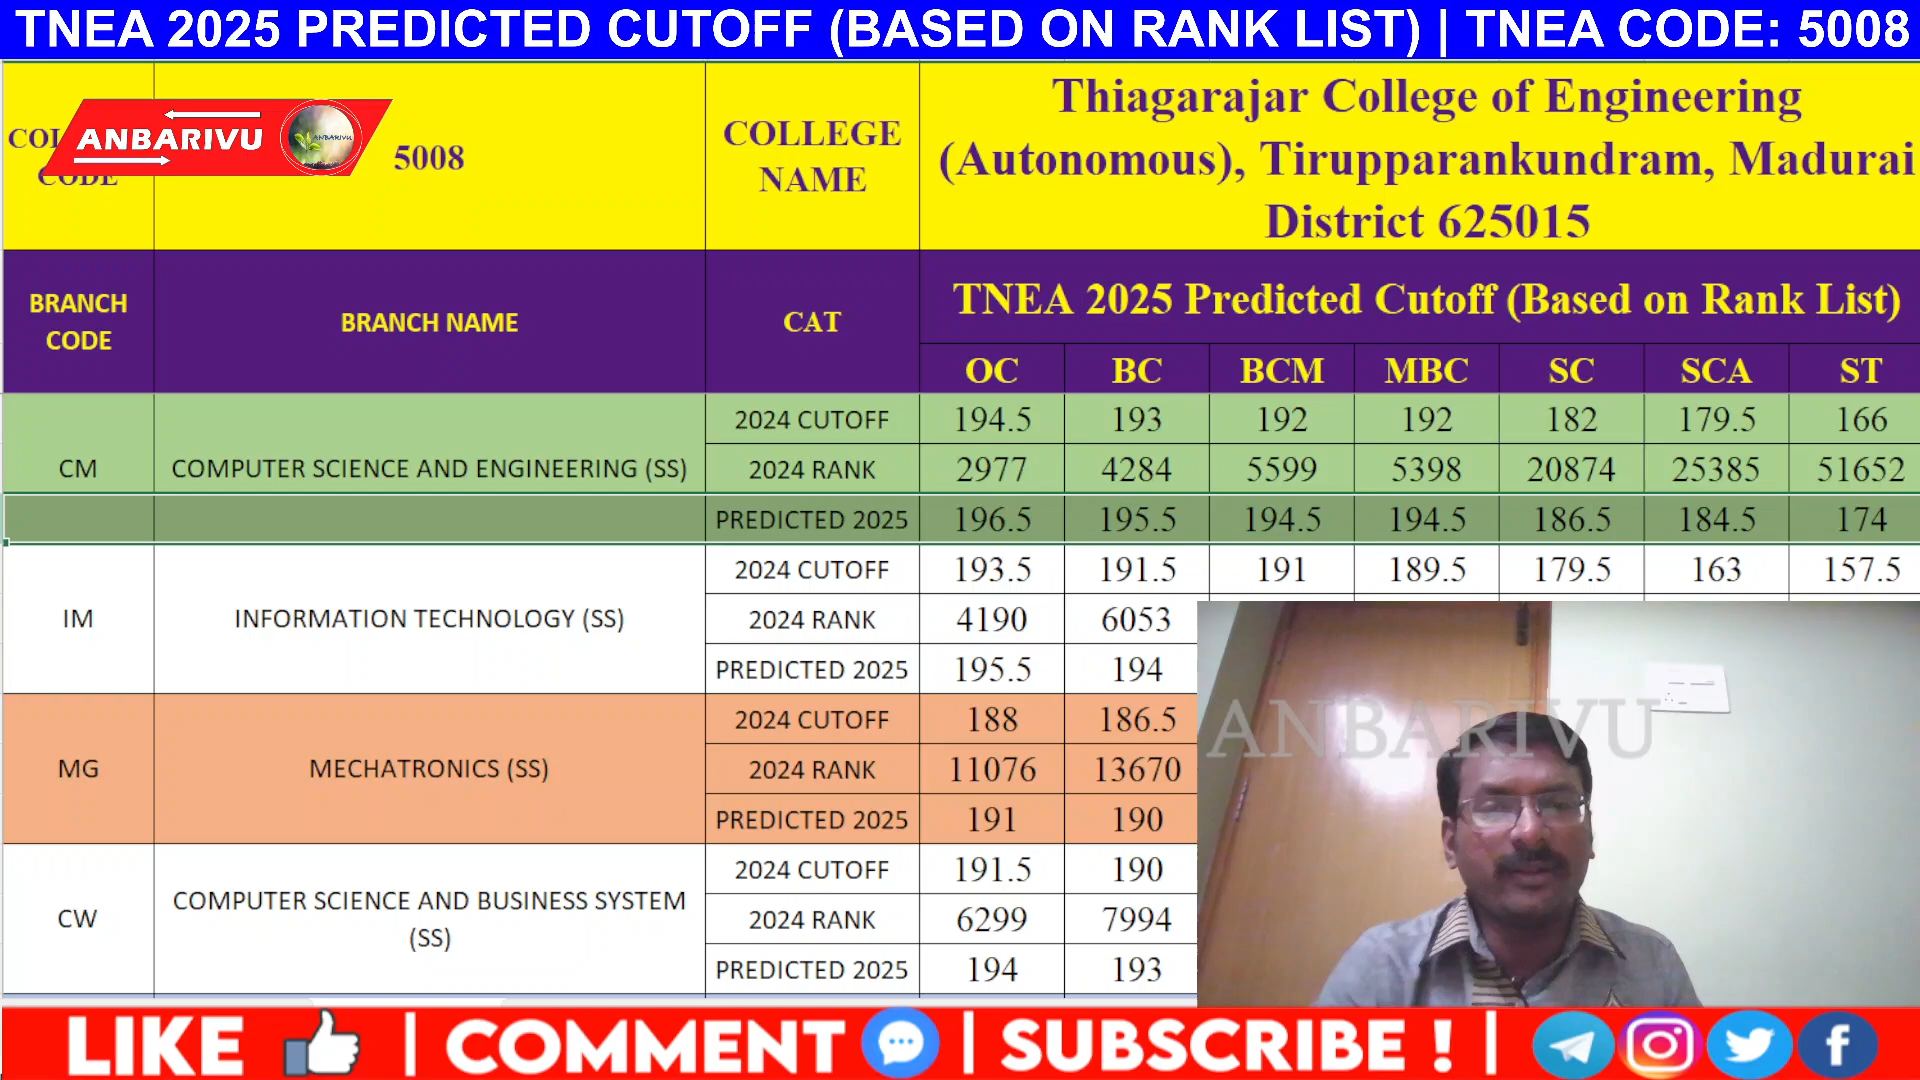 TNEA 2025 PREDICTED CUTOFF (BASED ON RANK LIST) | TNEA CODE: 5008
ANBARIVU
ANBARIVU
CODE
5008
COLLEGE NAME
Thiagarajar College of Engineering
(Autonomous), Tirupparankundram, Madurai
District 625015
BRANCH CODE
BRANCH NAME
CAT
TNEA 2025 Predicted Cutoff (Based on Rank List)
OC BC BCM MBC SC SCA ST
2024 CUTOFF 194.5 193 192 192 182 179.5 166
CM COMPUTER SCIENCE AND ENGINEERING (SS) 2024 RANK 2977 4284 5599 5398 20874 25385 51652
PREDICTED 2025 196.5 195.5 194.5 194.5 186.5 184.5 174
2024 CUTOFF 193.5 191.5 191 189.5 179.5 163 157.5
IM INFORMATION TECHNOLOGY (SS) 2024 RANK 4190 6053
PREDICTED 2025 195.5 194
2024 CUTOFF 188 186.5
MG MECHATRONICS (SS) 2024 RANK 11076 13670
PREDICTED 2025 191 190
2024 CUTOFF 191.5 190
CW COMPUTER SCIENCE AND BUSINESS SYSTEM (SS) 2024 RANK 6299 7994
PREDICTED 2025 194 193
ANBARIVU
LIKE | COMMENT | SUBSCRIBE ! |